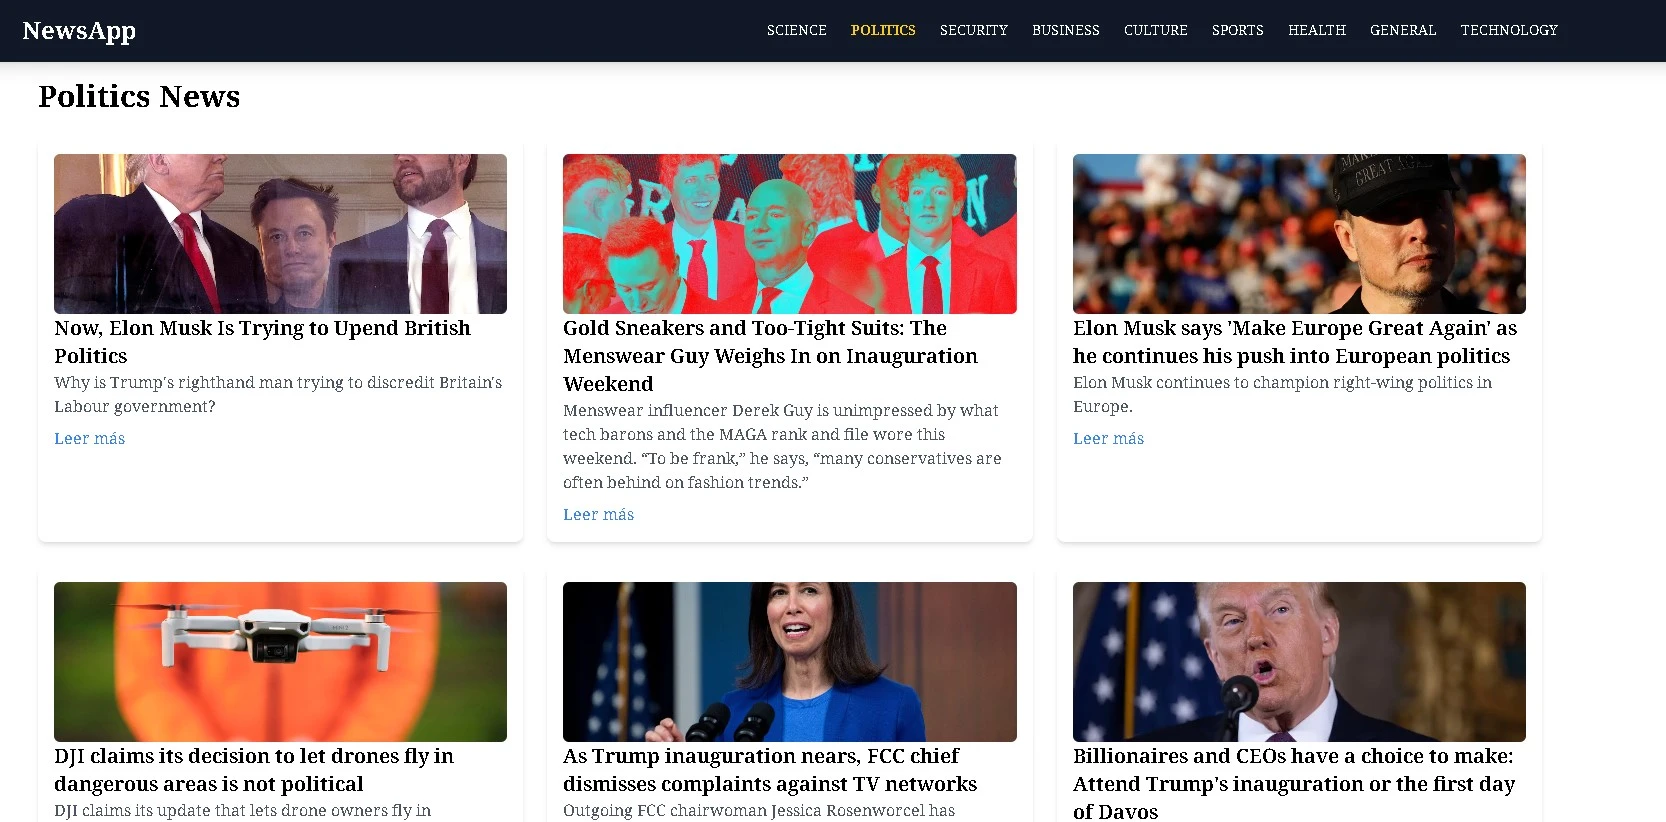 NewsApp
SCIENCE POLITICS SECURITY BUSINESS CULTURE SPORTS HEALTH GENERAL TECHNOLOGY
Politics News
Now, Elon Musk Is Trying to Upend British
Politics
Why is Trump's righthand man trying to discredit Britain's
Labour government?
Leer más
Gold Sneakers and Too-Tight Suits: The
Menswear Guy Weighs In on Inauguration
Weekend
Menswear influencer Derek Guy is unimpressed by what
tech barons and the MAGA rank and file wore this
weekend. “To be frank,” he says, “many conservatives are
often behind on fashion trends.”
Leer más
GREAT AGAIN
Elon Musk says 'Make Europe Great Again' as
he continues his push into European politics
Elon Musk continues to champion right-wing politics in
Europe.
Leer más
DJI claims its decision to let drones fly in
dangerous areas is not political
DJI claims its update that lets drone owners fly in
As Trump inauguration nears, FCC chief
dismisses complaints against TV networks
Outgoing FCC chairwoman Jessica Rosenworcel has
Billionaires and CEOs have a choice to make:
Attend Trump's inauguration or the first day
of Davos